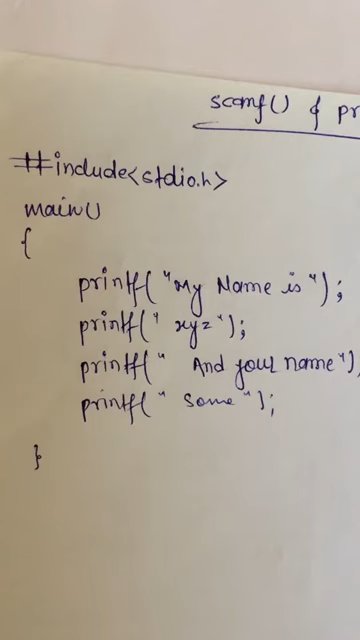 scanf() & pr
#include<stdio.h>
main()
{
printf("My Name is");
printf(" xyz");
printf(" And your name")
printf(" Some");
}